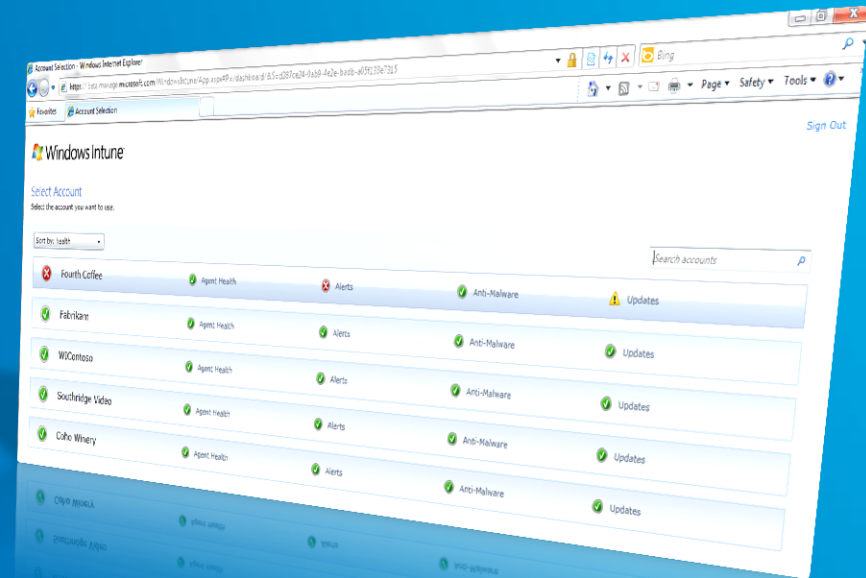 Account Selection - Windows Internet Explorer
Bing
Favorites Account Selection
Page Safety Tools
Sign Out
Windows Intune
Select Account
Select the account you want to use.
Sort by: health
Search accounts
Fourth Coffee Agent Health Alerts Anti-Malware Updates
Fabrikam Agent Health Alerts Anti-Malware Updates
WIContoso Agent Health Alerts Anti-Malware Updates
Southridge Video Agent Health Alerts Anti-Malware Updates
Coho Winery Agent Health Alerts Anti-Malware Updates